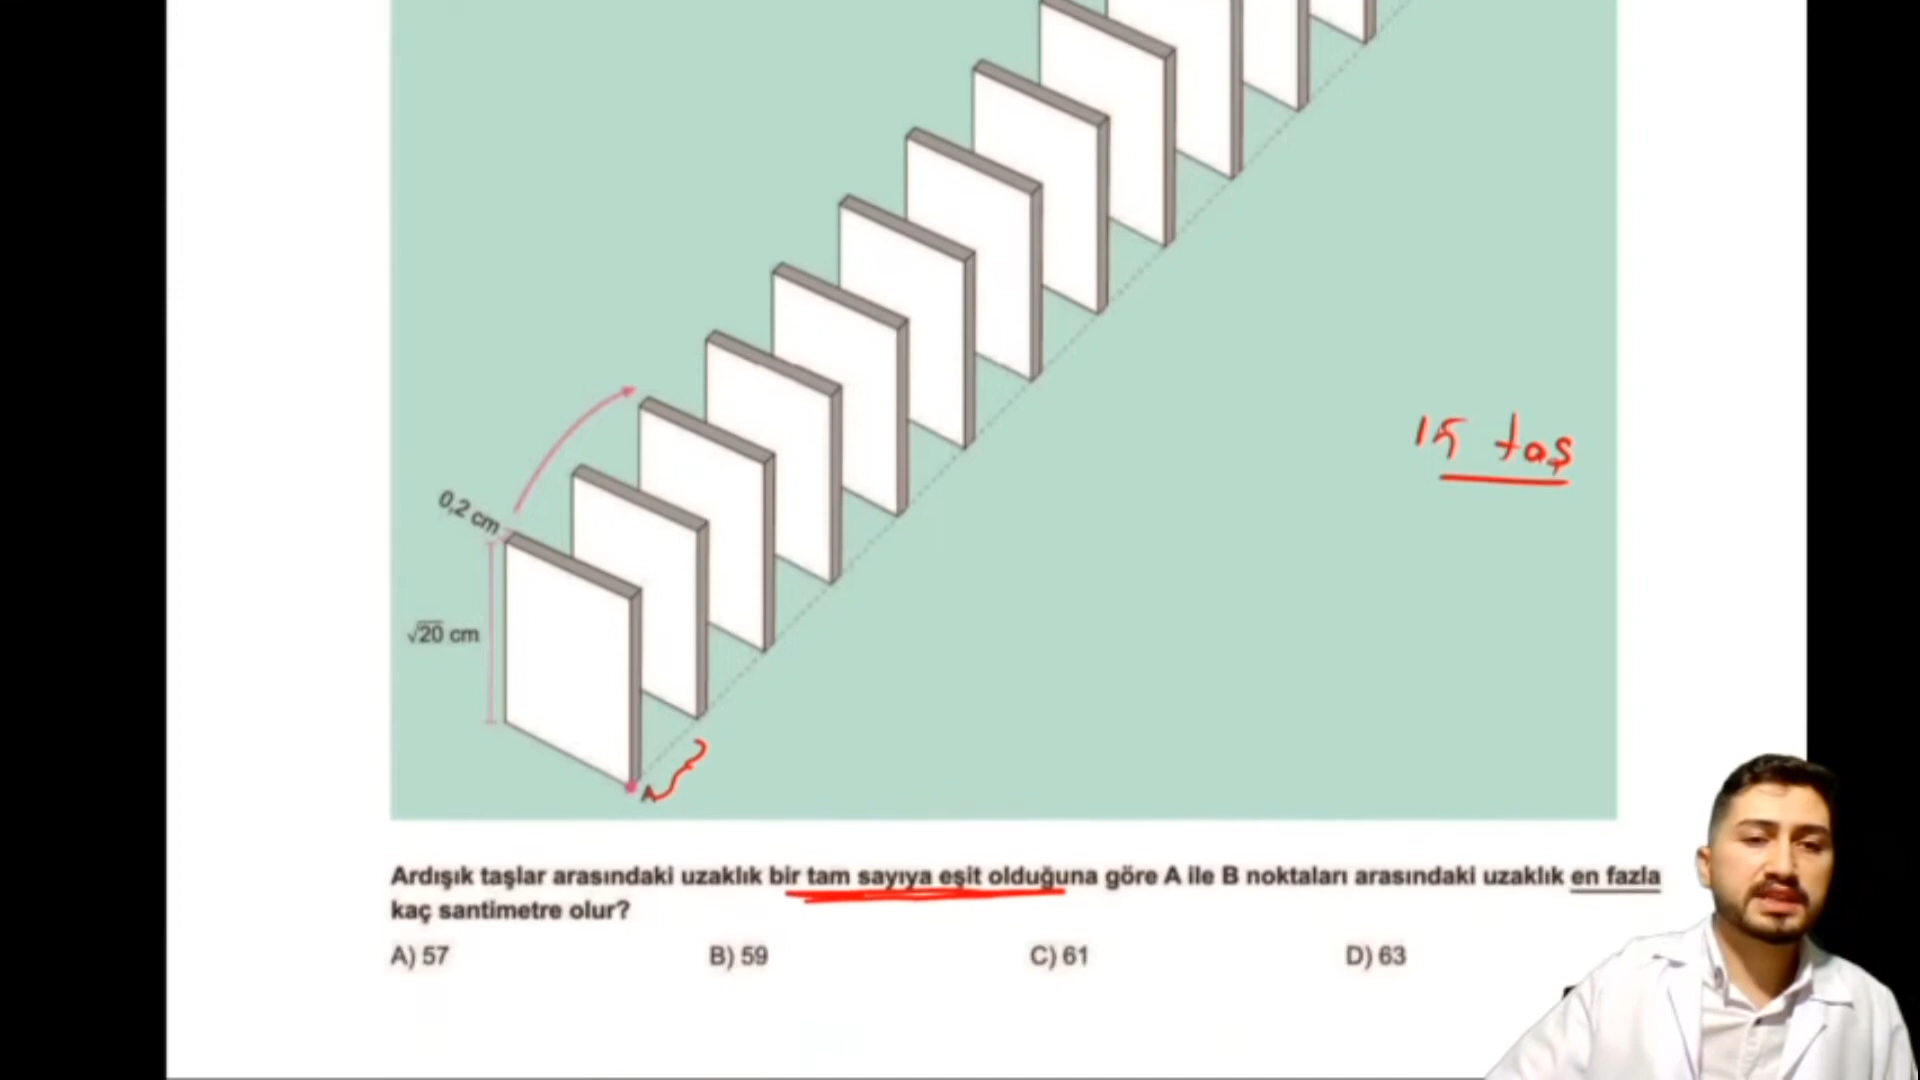 15 taş
0,2 cm
√20 cm
A
Ardışık taşlar arasındaki uzaklık bir tam sayıya eşit olduğuna göre A ile B noktaları arasındaki uzaklık en fazla
kaç santimetre olur?
A) 57 B) 59 C) 61 D) 63